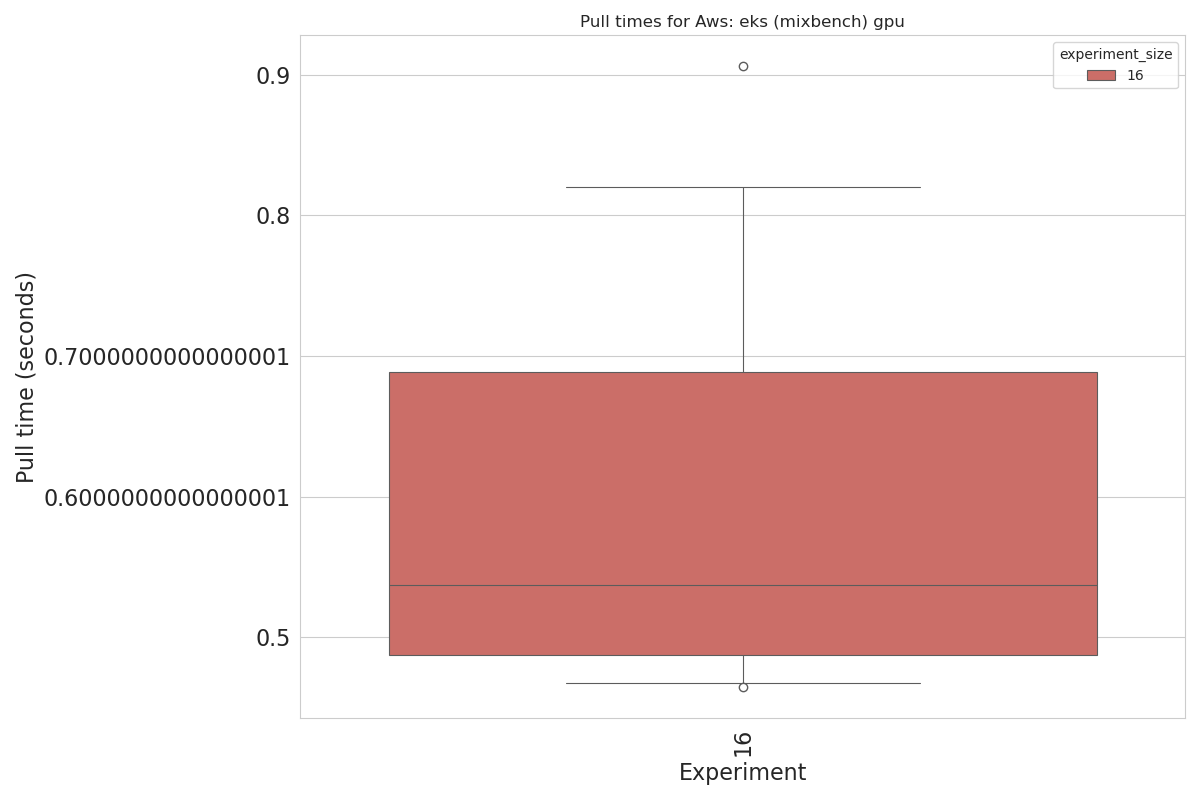 Pull times for Aws: eks (mixbench) gpu
experiment_size
16
0.9
0.8
0.7000000000000001
0.6000000000000001
0.5
Pull time (seconds)
16
Experiment